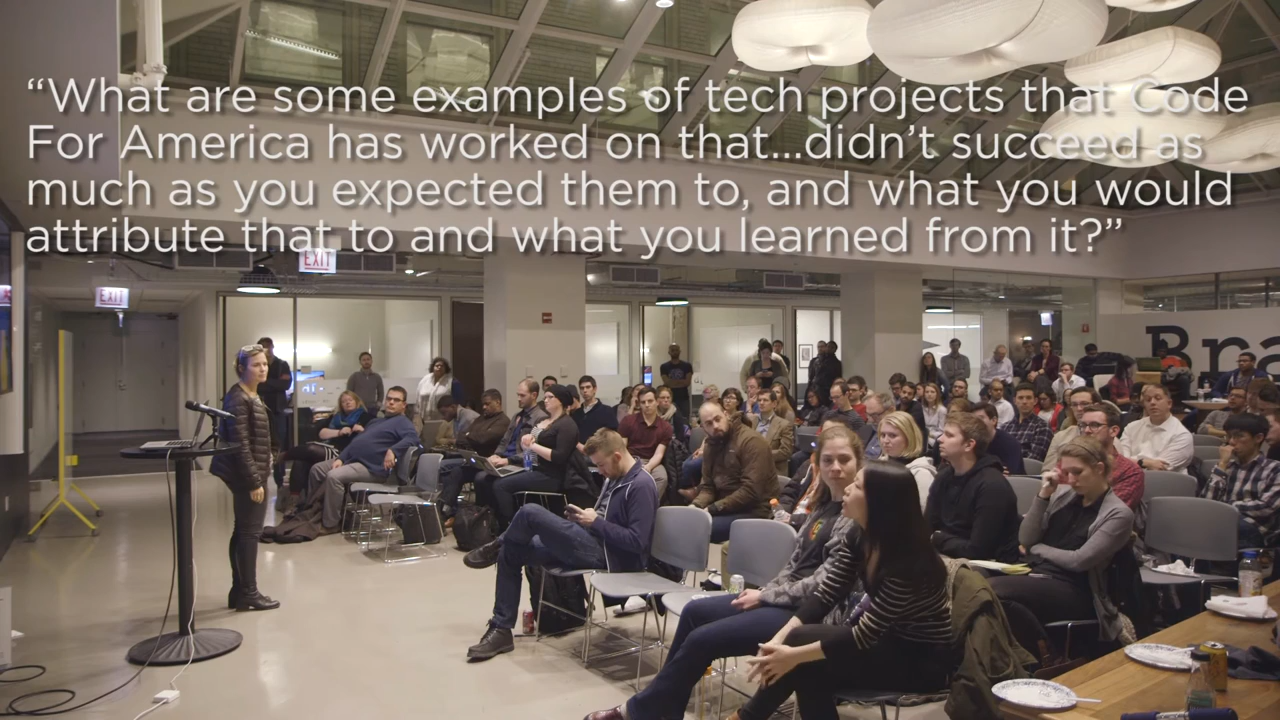 “What are some examples of tech projects that Code
For America has worked on that...didn’t succeed as
much as you expected them to, and what you would
attribute that to and what you learned from it?”
EXIT
EXIT
Bra